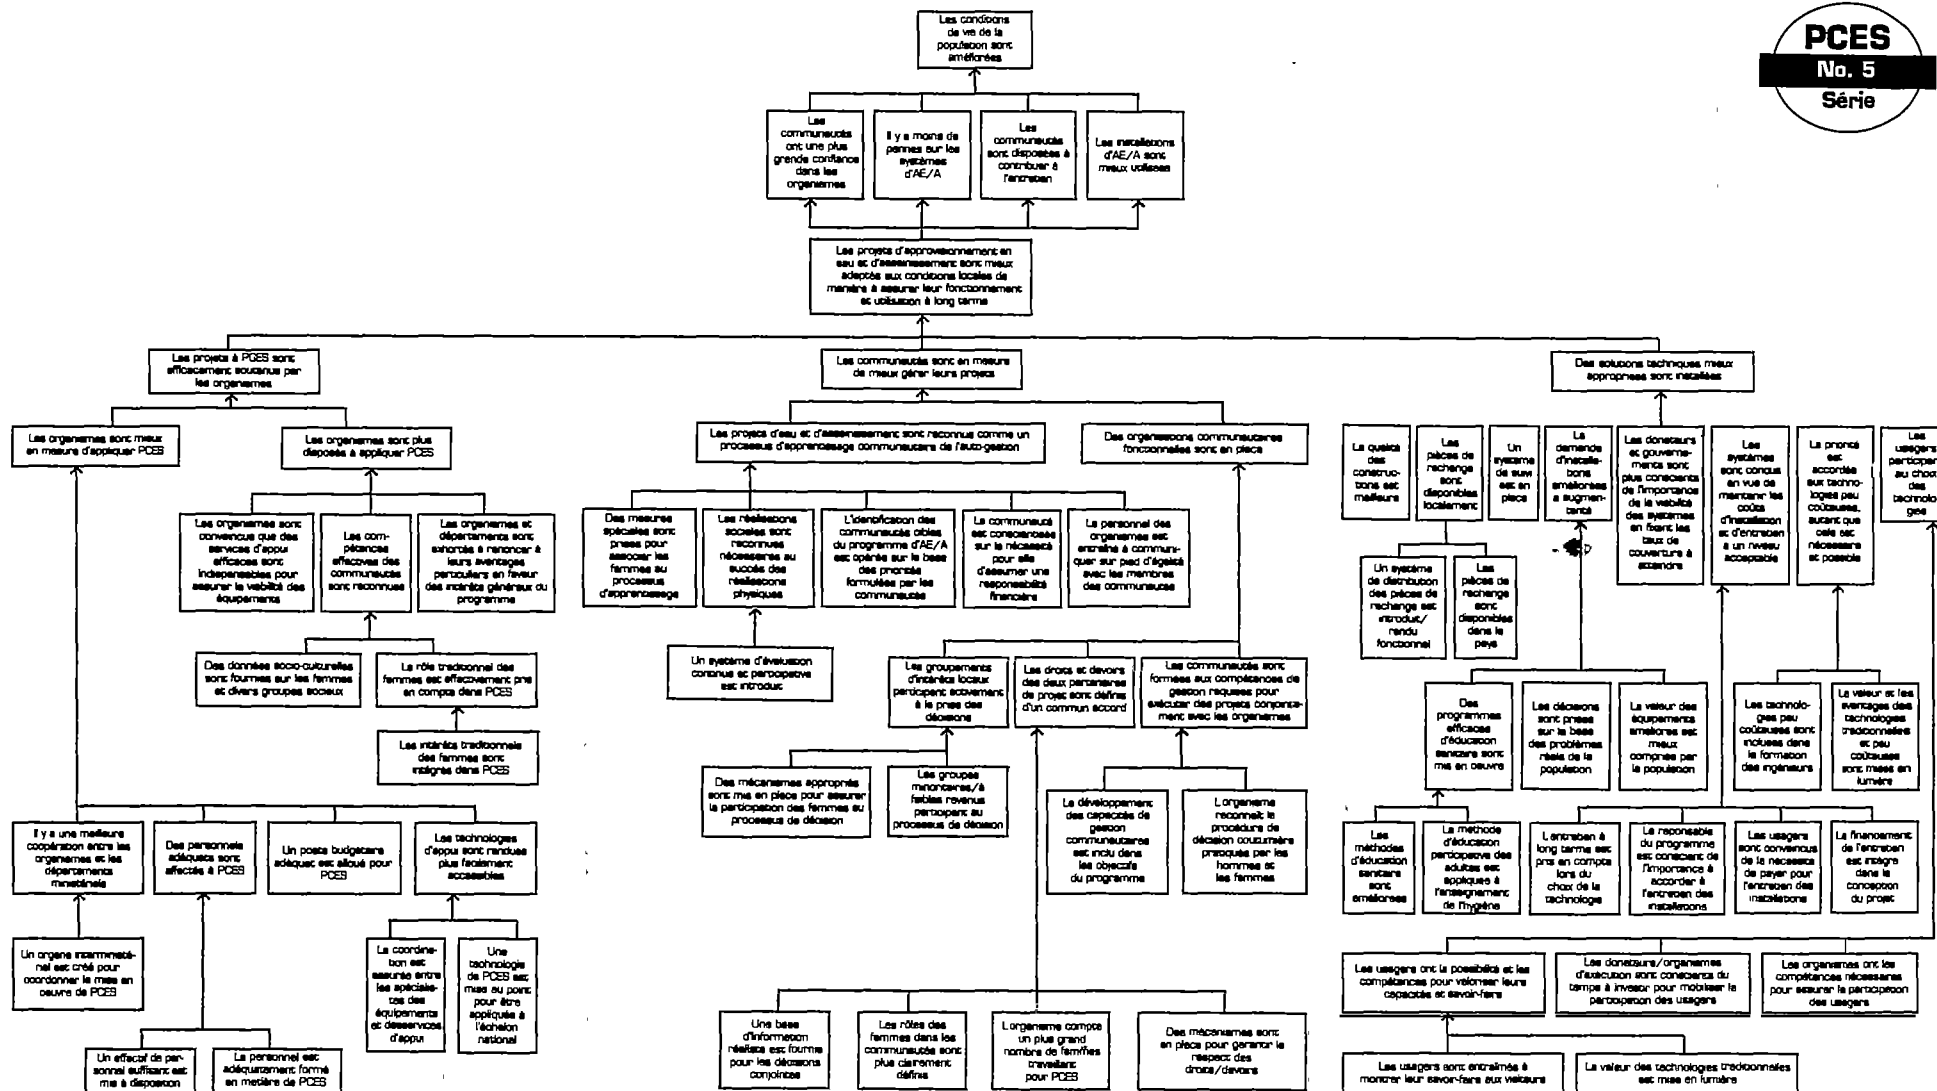 PCES
No. 5
Série
Les conditions
de vie de la
population sont
améliorées
Les
communautés
ont une plus
grande confiance
dans les
organismes
Il y a moins de
pannes sur les
systèmes
d'AE/A
Les
communautés
sont disposées à
contribuer à
l'entretien
Les installations
d'AE/A sont
mieux utilisées
Les projets d'approvisionnement en
eau et d'assainissement sont mieux
adaptés aux conditions locales de
manière à assurer leur fonctionnement
et utilisation à long terme
Les projets à PCES sont
efficacement soutenus par
les organismes
Les communautés sont en mesure
de mieux gérer leurs projets
Des solutions techniques mieux
appropriées sont installées
Les organismes sont mieux
en mesure d'appliquer PCES
Les organismes sont plus
disposés à appliquer PCES
Les projets d'eau et d'assainissement sont reconnus comme un
processus d'apprentissage communautaire de l'auto-gestion
Des organisations communautaires
fonctionnelles sont en place
La qualité
des
construc-
tions est
meilleure
Les
pièces de
rechange
sont
disponibles
localement
Un
système
de suivi
est en
place
La
demande
d'installa-
tions
améliorées
a augmen-
tenté
Les donateurs
et gouverne-
ments sont
plus conscients
de l'importance
de la viabilité
des systèmes
en fixant les
taux de
couverture à
atteindre
Les
systèmes
sont conçus
en vue de
maintenir les
coûts
d'installation
et d'entretien
à un niveau
acceptable
La priorité
est
accordée
aux techno-
logies peu
coûteuses,
autant que
cela est
nécessaire
et possible
Les
usagers
participent
au choix
des
technolo-
gies
Les organismes sont
convaincus que des
services d'appui
efficaces sont
indispensables pour
assurer la viabilité des
équipements
Les com-
pétences
effectives des
communautés
sont reconnues
Les organismes et
départements sont
exhortés à renoncer à
leurs avantages
particuliers en faveur
des intérêts généraux du
programme
Des mesures
spéciales sont
prises pour
associer les
femmes au
processus
d'apprentissage
Les réalisations
sociales sont
reconnues
nécessaires au
succès des
réalisations
physiques
L'identification des
communautés cibles
du programme d'AE/A
est opérée sur la base
des priorités
formulées par les
communautés
La communauté
est conscientisée
sur la nécessité
pour elle
d'assumer une
responsabilité
financière
Le personnel des
organismes est
entraîné à communi-
quer sur pied d'égalité
avec les membres
des communautés
Un système
de distribution
des pièces de
rechange est
introduit/
rendu
fonctionnel
Les
pièces de
rechange
sont
disponibles
dans le
pays
Des données socio-culturelles
sont fournies sur les femmes
et divers groupes sociaux
Le rôle traditionnel des
femmes est effectivement pris
en compte dans PCES
Un système d'évaluation
continue et participative
est introduit
Les groupements
d'intérêts locaux
participent activement
à la prise des
décisions
Les droits et devoirs
des deux partenaires
de projet sont définis
d'un commun accord
Les communautés sont
formées aux compétences de
gestion requises pour
exécuter des projets conjointe-
ment avec les organismes
Des
programmes
efficaces
d'éducation
sanitaire sont
mis en oeuvre
Les décisions
sont prises
sur la base
des problèmes
réels de la
population
La valeur des
équipements
améliorés est
mieux
comprise par
la population
Les technolo-
gies peu
coûteuses sont
incluses dans
la formation
des ingénieurs
La valeur et les
avantages des
technologies
traditionnelles
et peu
coûteuses
sont mises en
lumière
Les intérêts traditionnels
des femmes sont
intégrés dans PCES
Des mécanismes appropriés
sont mis en place pour assurer
la participation des femmes au
processus de décision
Les groupes
minoritaires/à
faibles revenus
participent au
processus de décision
Le développement
des capacités de
gestion
communautaires
est inclu dans
les objectifs
du programme
L'organisme
reconnaît la
procédure de
décision coutumière
pratiquée par les
hommes et
les femmes
Il y a une meilleure
coopération entre les
organismes et les
départements
ministériels
Des personnels
adéquats sont
affectés à PCES
Un poste budgétaire
adéquat est alloué pour
PCES
Les technologies
d'appui sont rendues
plus facilement
accessibles
Les
méthodes
d'éducation
sanitaire
sont
améliorées
La méthode
d'éducation
participative des
adultes est
appliquée à
l'enseignement
de l'hygiène
L'entretien à
long terme est
pris en compte
lors du
choix de la
technologie
Le reponsable
du programme
est conscient de
l'importance à
accorder à
l'entretien des
installations
Les usagers
sont convaincus
de la nécessité
de payer pour
l'entretien des
installations
Le financement
de l'entretien
est intégré
dans la
conception
du projet
Un organe interministé-
riel est créé pour
coordonner la mise en
oeuvre de PCES
La coordina-
tion est
assurée entre
les spécialis-
tes des
équipements
et des services
d'appui
Une
technologie
de PCES est
mise au point
pour être
appliquée à
l'échelon
national
Les usagers ont la possibilité et les
compétences pour valoriser leurs
capacités et savoir-faire
Les donateurs/organismes
d'exécution sont conscients du
temps à investir pour mobiliser la
participation des usagers
Les organismes ont les
compétences nécessaires
pour assurer la participation
des usagers
Un effectif de per-
sonnel suffisant est
mis à disposition
Le personnel est
adéquatement formé
en matière de PCES
Une base
d'information
réaliste est fournie
pour les décisions
conjointes
Les rôles des
femmes dans les
communautés sont
plus clairement
définis
L'organisme compte
un plus grand
nombre de femmes
travaillant
pour PCES
Des mécanismes sont
en place pour garantir le
respect des
droits/devoirs
Les usagers sont entraînés à
montrer leur savoir-faire aux visiteurs
La valeur des technologies traditionnelles
est mise en lumière